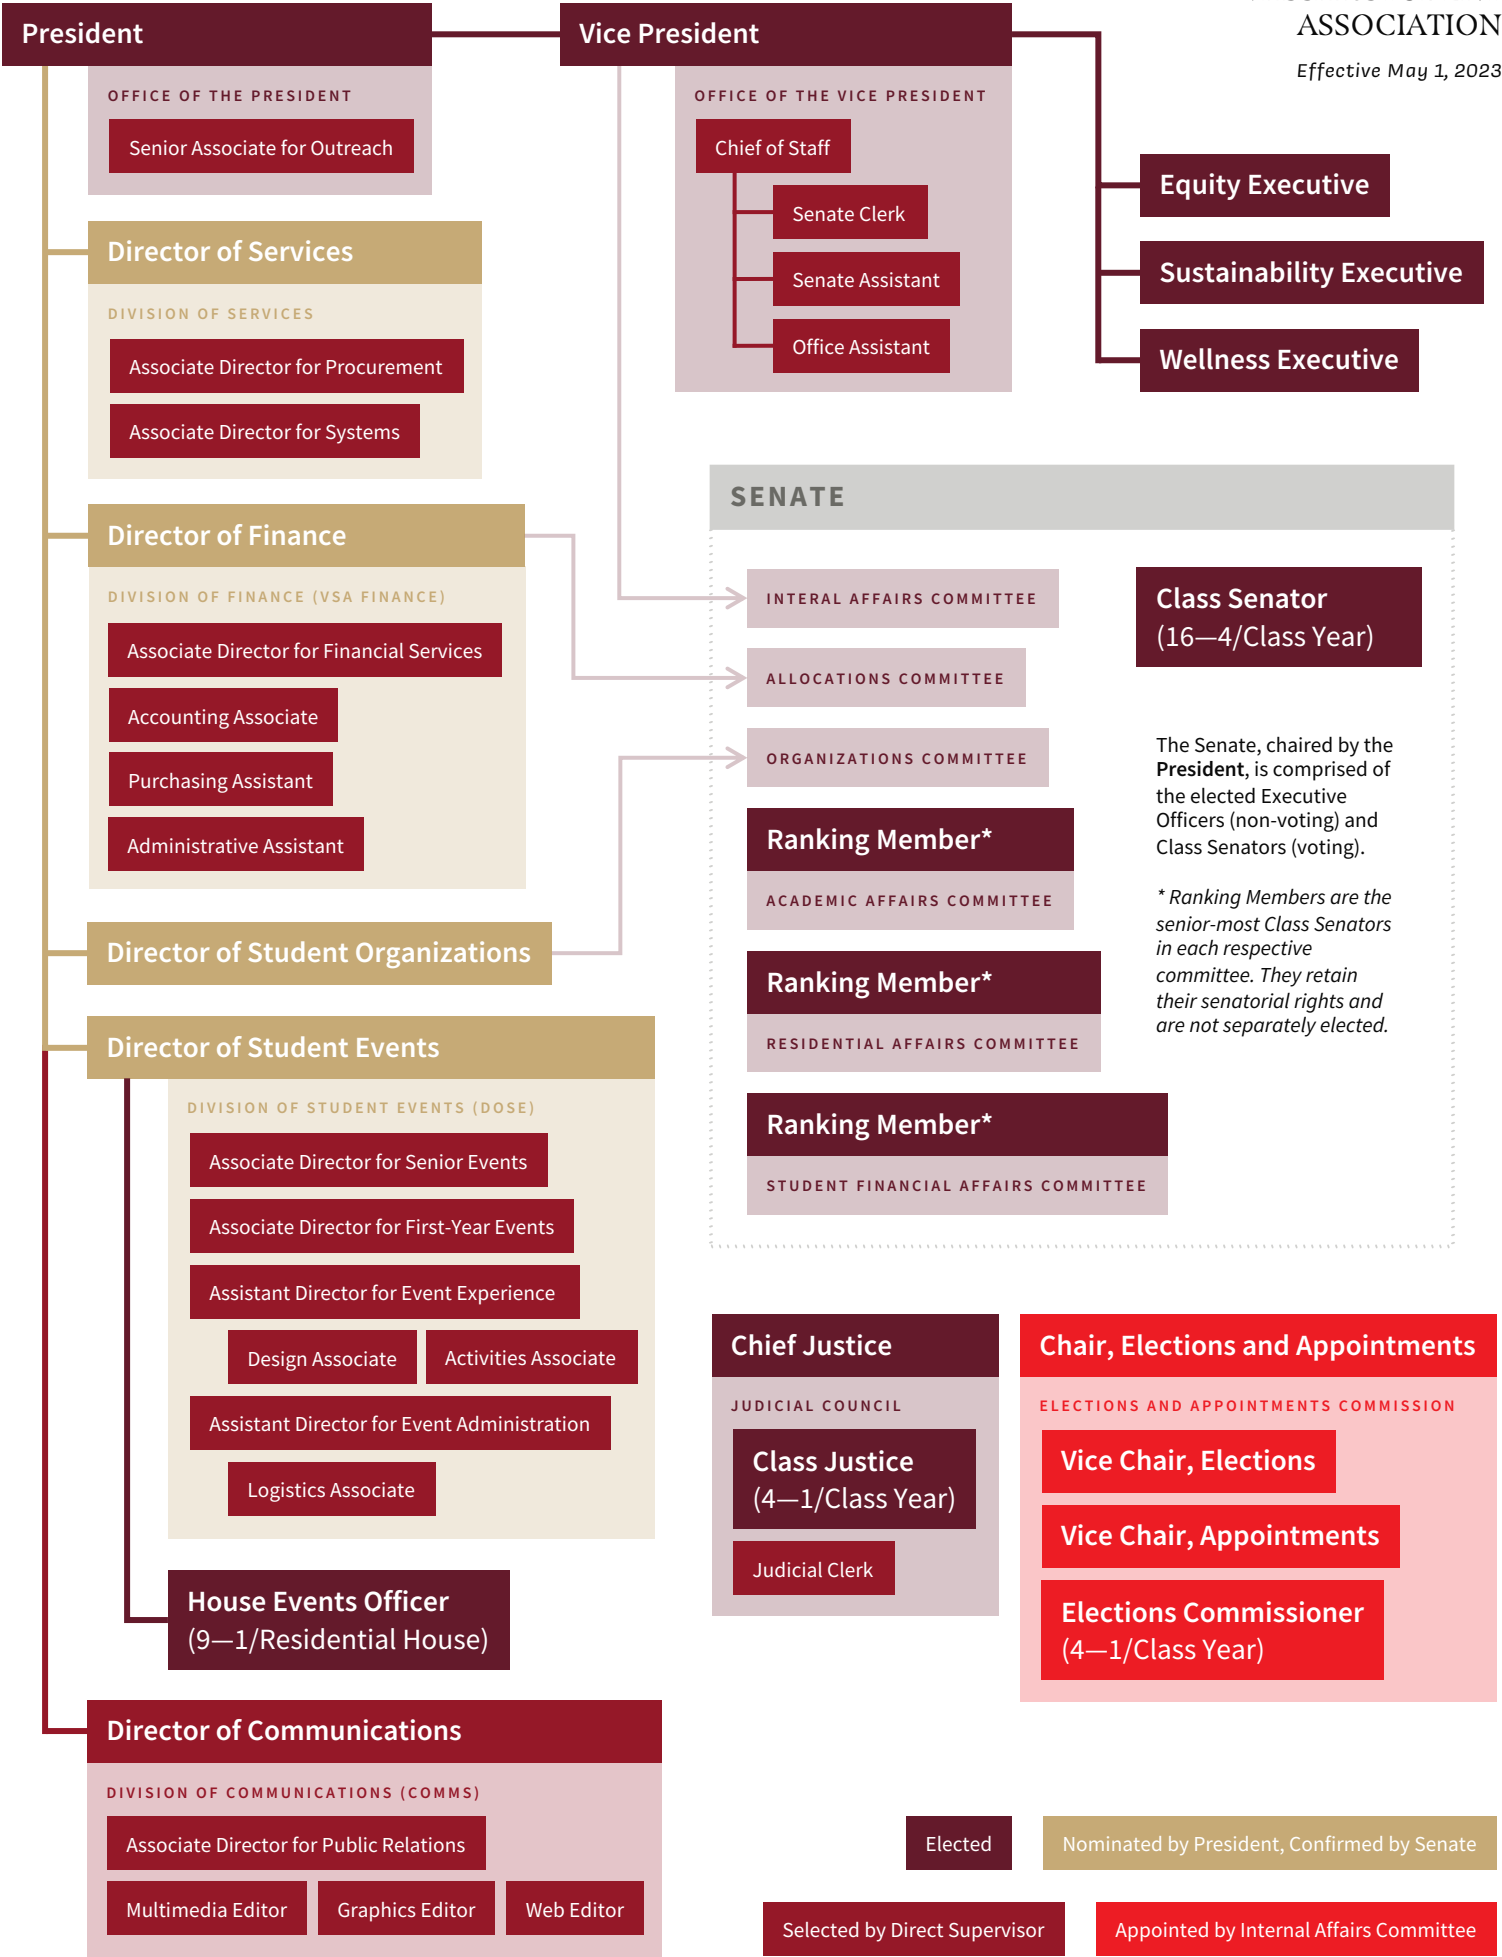 ASSOCIATION
Effective May 1, 2023
President
OFFICE OF THE PRESIDENT
Senior Associate for Outreach
Vice President
OFFICE OF THE VICE PRESIDENT
Chief of Staff
Senate Clerk
Senate Assistant
Office Assistant
Equity Executive
Sustainability Executive
Wellness Executive
Director of Services
DIVISION OF SERVICES
Associate Director for Procurement
Associate Director for Systems
Director of Finance
DIVISION OF FINANCE (VSA FINANCE)
Associate Director for Financial Services
Accounting Associate
Purchasing Assistant
Administrative Assistant
Director of Student Organizations
Director of Student Events
DIVISION OF STUDENT EVENTS (DOSE)
Associate Director for Senior Events
Associate Director for First-Year Events
Assistant Director for Event Experience
Design Associate
Activities Associate
Assistant Director for Event Administration
Logistics Associate
House Events Officer
(9—1/Residential House)
Director of Communications
DIVISION OF COMMUNICATIONS (COMMS)
Associate Director for Public Relations
Multimedia Editor
Graphics Editor
Web Editor
SENATE
INTERAL AFFAIRS COMMITTEE
ALLOCATIONS COMMITTEE
ORGANIZATIONS COMMITTEE
Ranking Member*
ACADEMIC AFFAIRS COMMITTEE
Ranking Member*
RESIDENTIAL AFFAIRS COMMITTEE
Ranking Member*
STUDENT FINANCIAL AFFAIRS COMMITTEE
Class Senator
(16—4/Class Year)
The Senate, chaired by the
President, is comprised of
the elected Executive
Officers (non-voting) and
Class Senators (voting).
* Ranking Members are the
senior-most Class Senators
in each respective
committee. They retain
their senatorial rights and
are not separately elected.
Chief Justice
JUDICIAL COUNCIL
Class Justice
(4—1/Class Year)
Judicial Clerk
Chair, Elections and Appointments
ELECTIONS AND APPOINTMENTS COMMISSION
Vice Chair, Elections
Vice Chair, Appointments
Elections Commissioner
(4—1/Class Year)
Elected
Nominated by President, Confirmed by Senate
Selected by Direct Supervisor
Appointed by Internal Affairs Committee